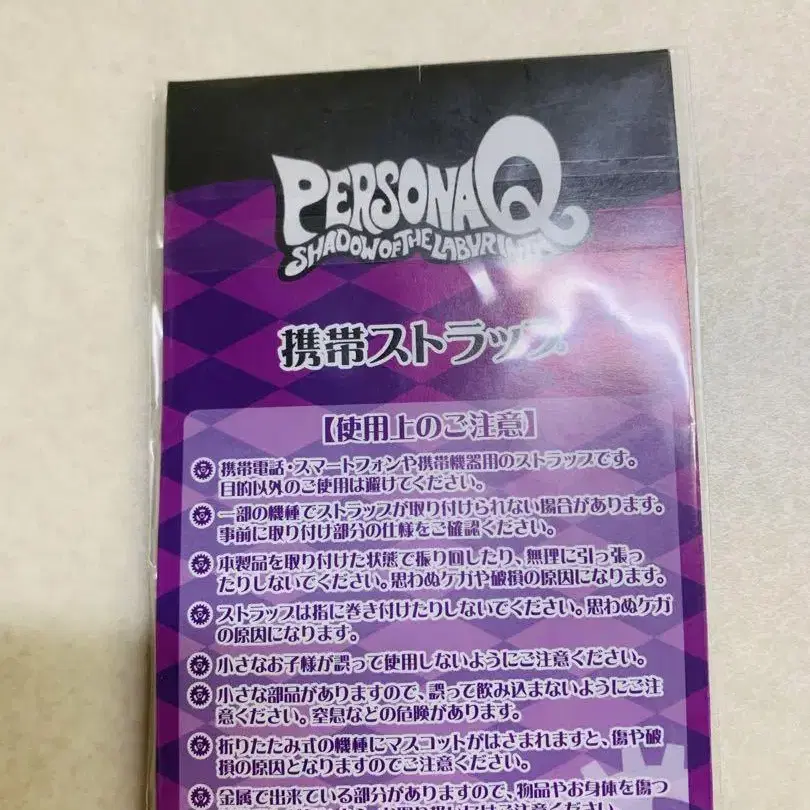 PERSONAQ
SHADOW OF THE LABYRINTH
携帯ストラップ
【使用上のご注意】
携帯電話・スマートフォンや携帯機器用のストラップです。
目的以外のご使用は避けてください。
一部の機種でストラップが取り付けられない場合があります。
事前に取り付け部分の仕様をご確認ください。
本製品を取り付けた状態で振り回したり、無理に引っ張っ
たりしないでください。思わぬケガや破損の原因になります。
ストラップは指に巻き付けたりしないでください。思わぬケガ
の原因になります。
小さなお子様が誤って使用しないようにご注意ください。
小さな部品がありますので、誤って飲み込まないようにご注
意ください。窒息などの危険があります。
折りたたみ式の機種にマスコットがはさまれますと、傷や破
損の原因となりますのでご注意ください。
金属で出来ている部分がありますので、物品やお身体を傷つ